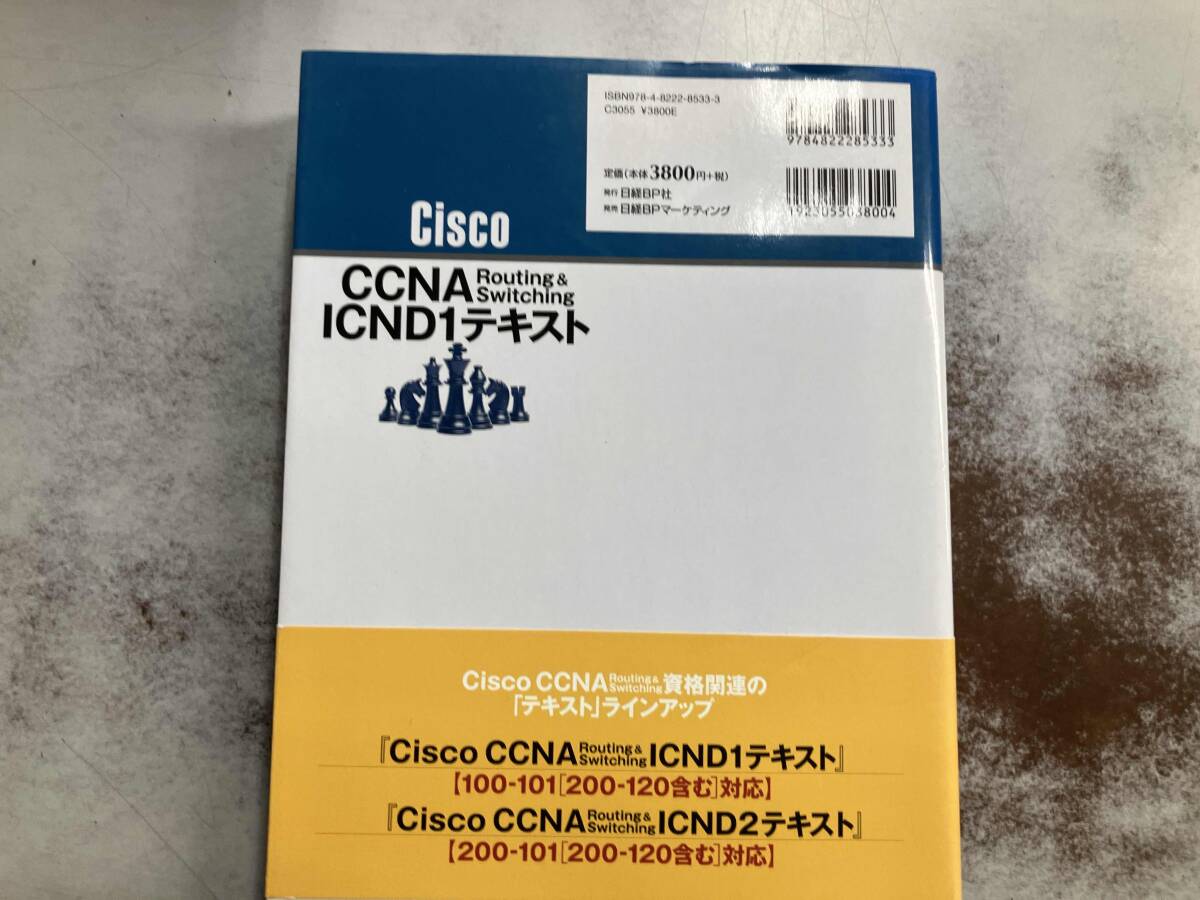 ISBN978-4-8222-8533-3
C3055 ¥3800E
9784822285333
定価(本体3800円+税)
発行 日経BP社
発売 日経BPマーケティング
1923055038004
Cisco
CCNA Routing & Switching
ICND1テキスト
Cisco CCNA Routing & Switching 資格関連の
「テキスト」ラインアップ
『Cisco CCNA Routing & Switching ICND1テキスト』
【100-101[200-120含む]対応】
『Cisco CCNA Routing & Switching ICND2テキスト』
【200-101[200-120含む]対応】